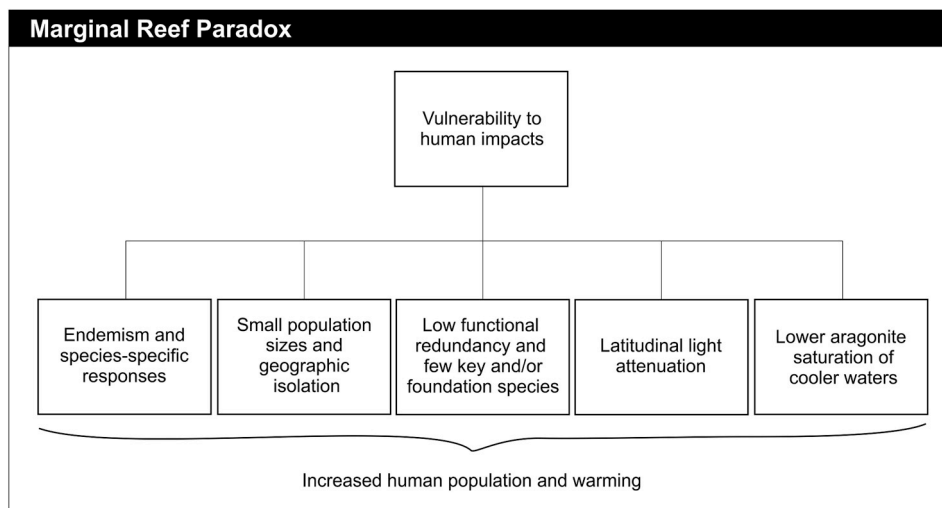 Marginal Reef Paradox
Vulnerability to
human impacts
Endemism and
species-specific
responses
Small population
sizes and
geographic
isolation
Low functional
redundancy and
few key and/or
foundation species
Latitudinal light
attenuation
Lower aragonite
saturation of
cooler waters
Increased human population and warming